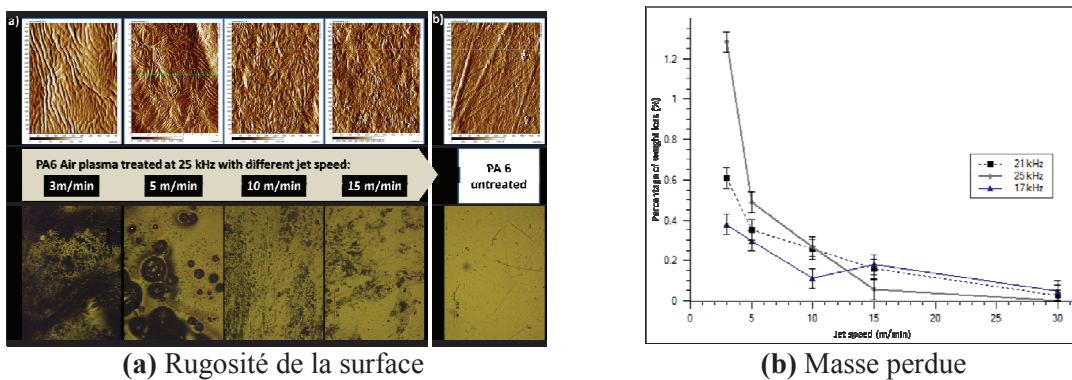 a)
b)
PA6 Air plasma treated at 25 kHz with different jet speed:
3m/min 5 m/min 10 m/min 15 m/min
PA 6
untreated
(a) Rugosité de la surface
Percentage of weight loss (%)
1.2
1
0.8
0.6
0.4
0.2
0
0 5 10 15 20 25 30
Jet speed (m/min)
21 kHz
25 kHz
17 kHz
(b) Masse perdue